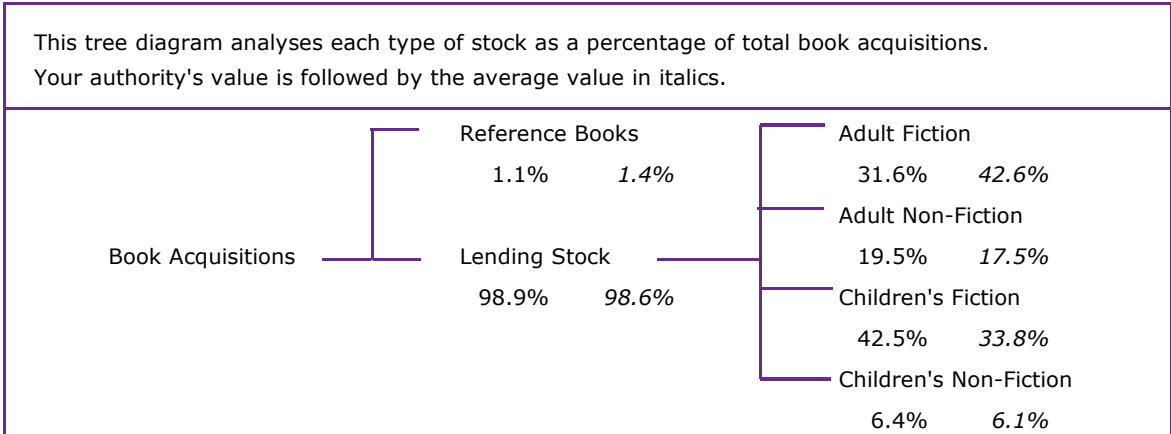 This tree diagram analyses each type of stock as a percentage of total book acquisitions.
Your authority's value is followed by the average value in italics.
Reference Books
1.1% 1.4%
Book Acquisitions
Lending Stock
98.9% 98.6%
Adult Fiction
31.6% 42.6%
Adult Non-Fiction
19.5% 17.5%
Children's Fiction
42.5% 33.8%
Children's Non-Fiction
6.4% 6.1%